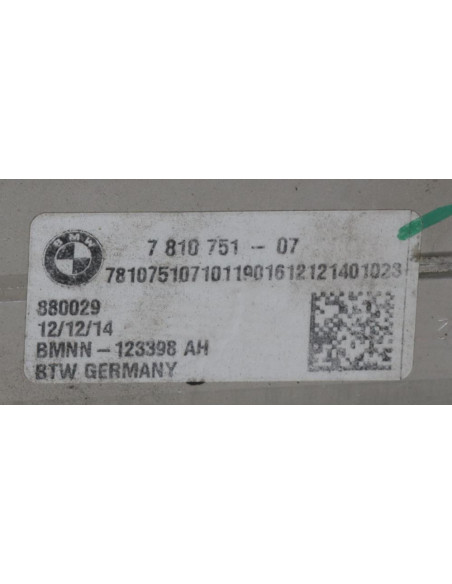 BMW
7 810 751 - 07
7810751071011901612121401023
880029
12/12/14
BMNN - 123398 AH
BTW GERMANY